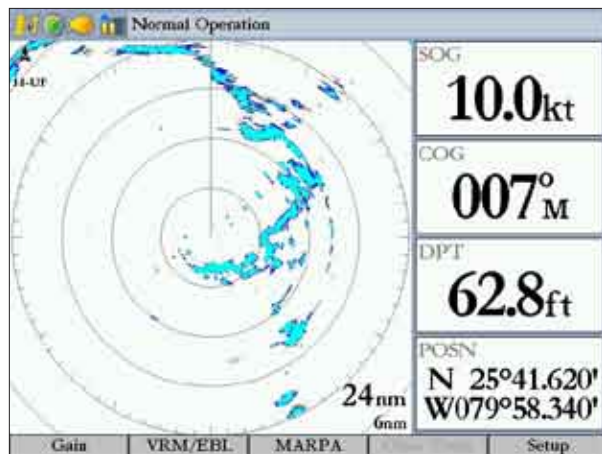 Normal Operation
H-UP
SOG
10.0kt
COG
007°M
DPT
62.8ft
POSN
N 25°41.620'
W079°58.340'
24nm
6nm
Gain
VRM/EBL
MARPA
Setup